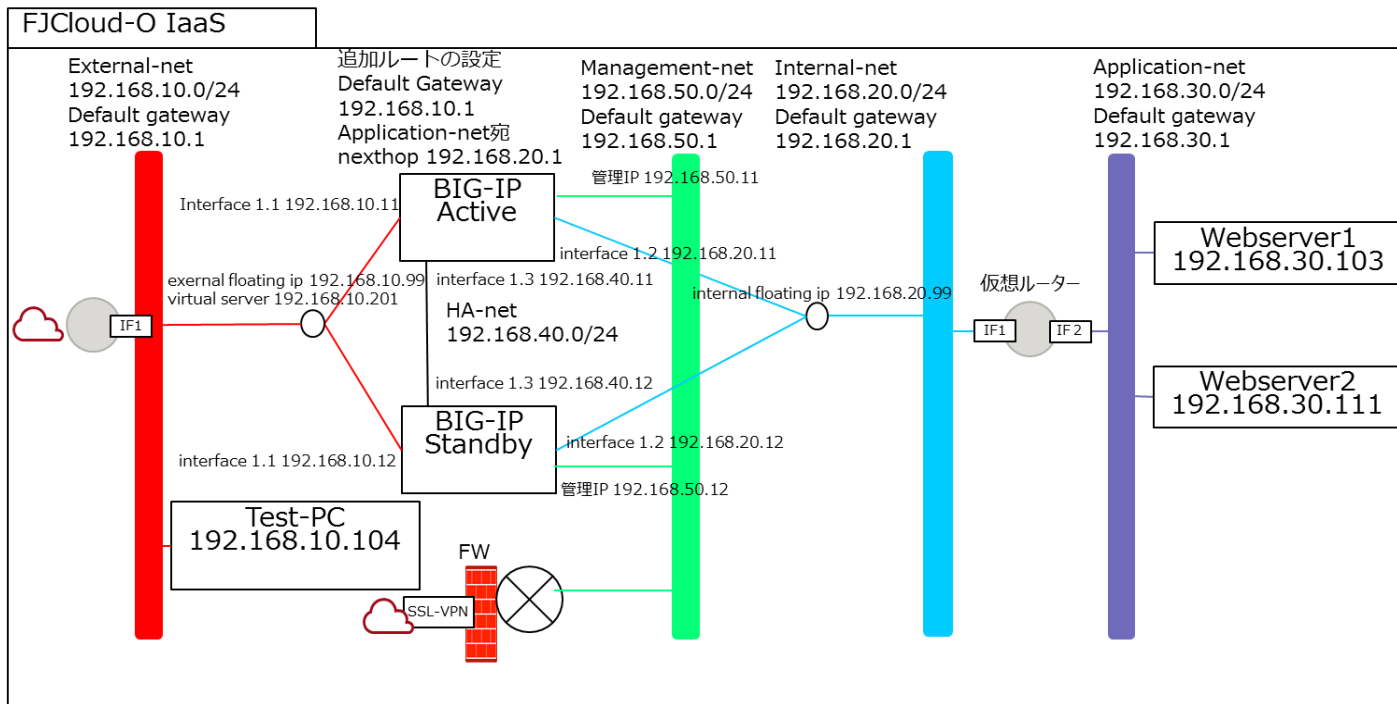 FJCloud-O IaaS
External-net
192.168.10.0/24
Default gateway
192.168.10.1
追加ルートの設定
Default Gateway
192.168.10.1
Application-net宛
nexthop 192.168.20.1
Management-net
192.168.50.0/24
Default gateway
192.168.50.1
Internal-net
192.168.20.0/24
Default gateway
192.168.20.1
Application-net
192.168.30.0/24
Default gateway
192.168.30.1
管理IP 192.168.50.11
BIG-IP
Active
Interface 1.1 192.168.10.11
interface 1.2 192.168.20.11
exernal floating ip 192.168.10.99
virtual server 192.168.10.201
interface 1.3 192.168.40.11
internal floating ip 192.168.20.99
HA-net
192.168.40.0/24
仮想ルーター
IF1
IF1
IF2
Webserver1
192.168.30.103
Webserver2
192.168.30.111
interface 1.3 192.168.40.12
BIG-IP
Standby
interface 1.1 192.168.10.12
interface 1.2 192.168.20.12
管理IP 192.168.50.12
Test-PC
192.168.10.104
FW
SSL-VPN